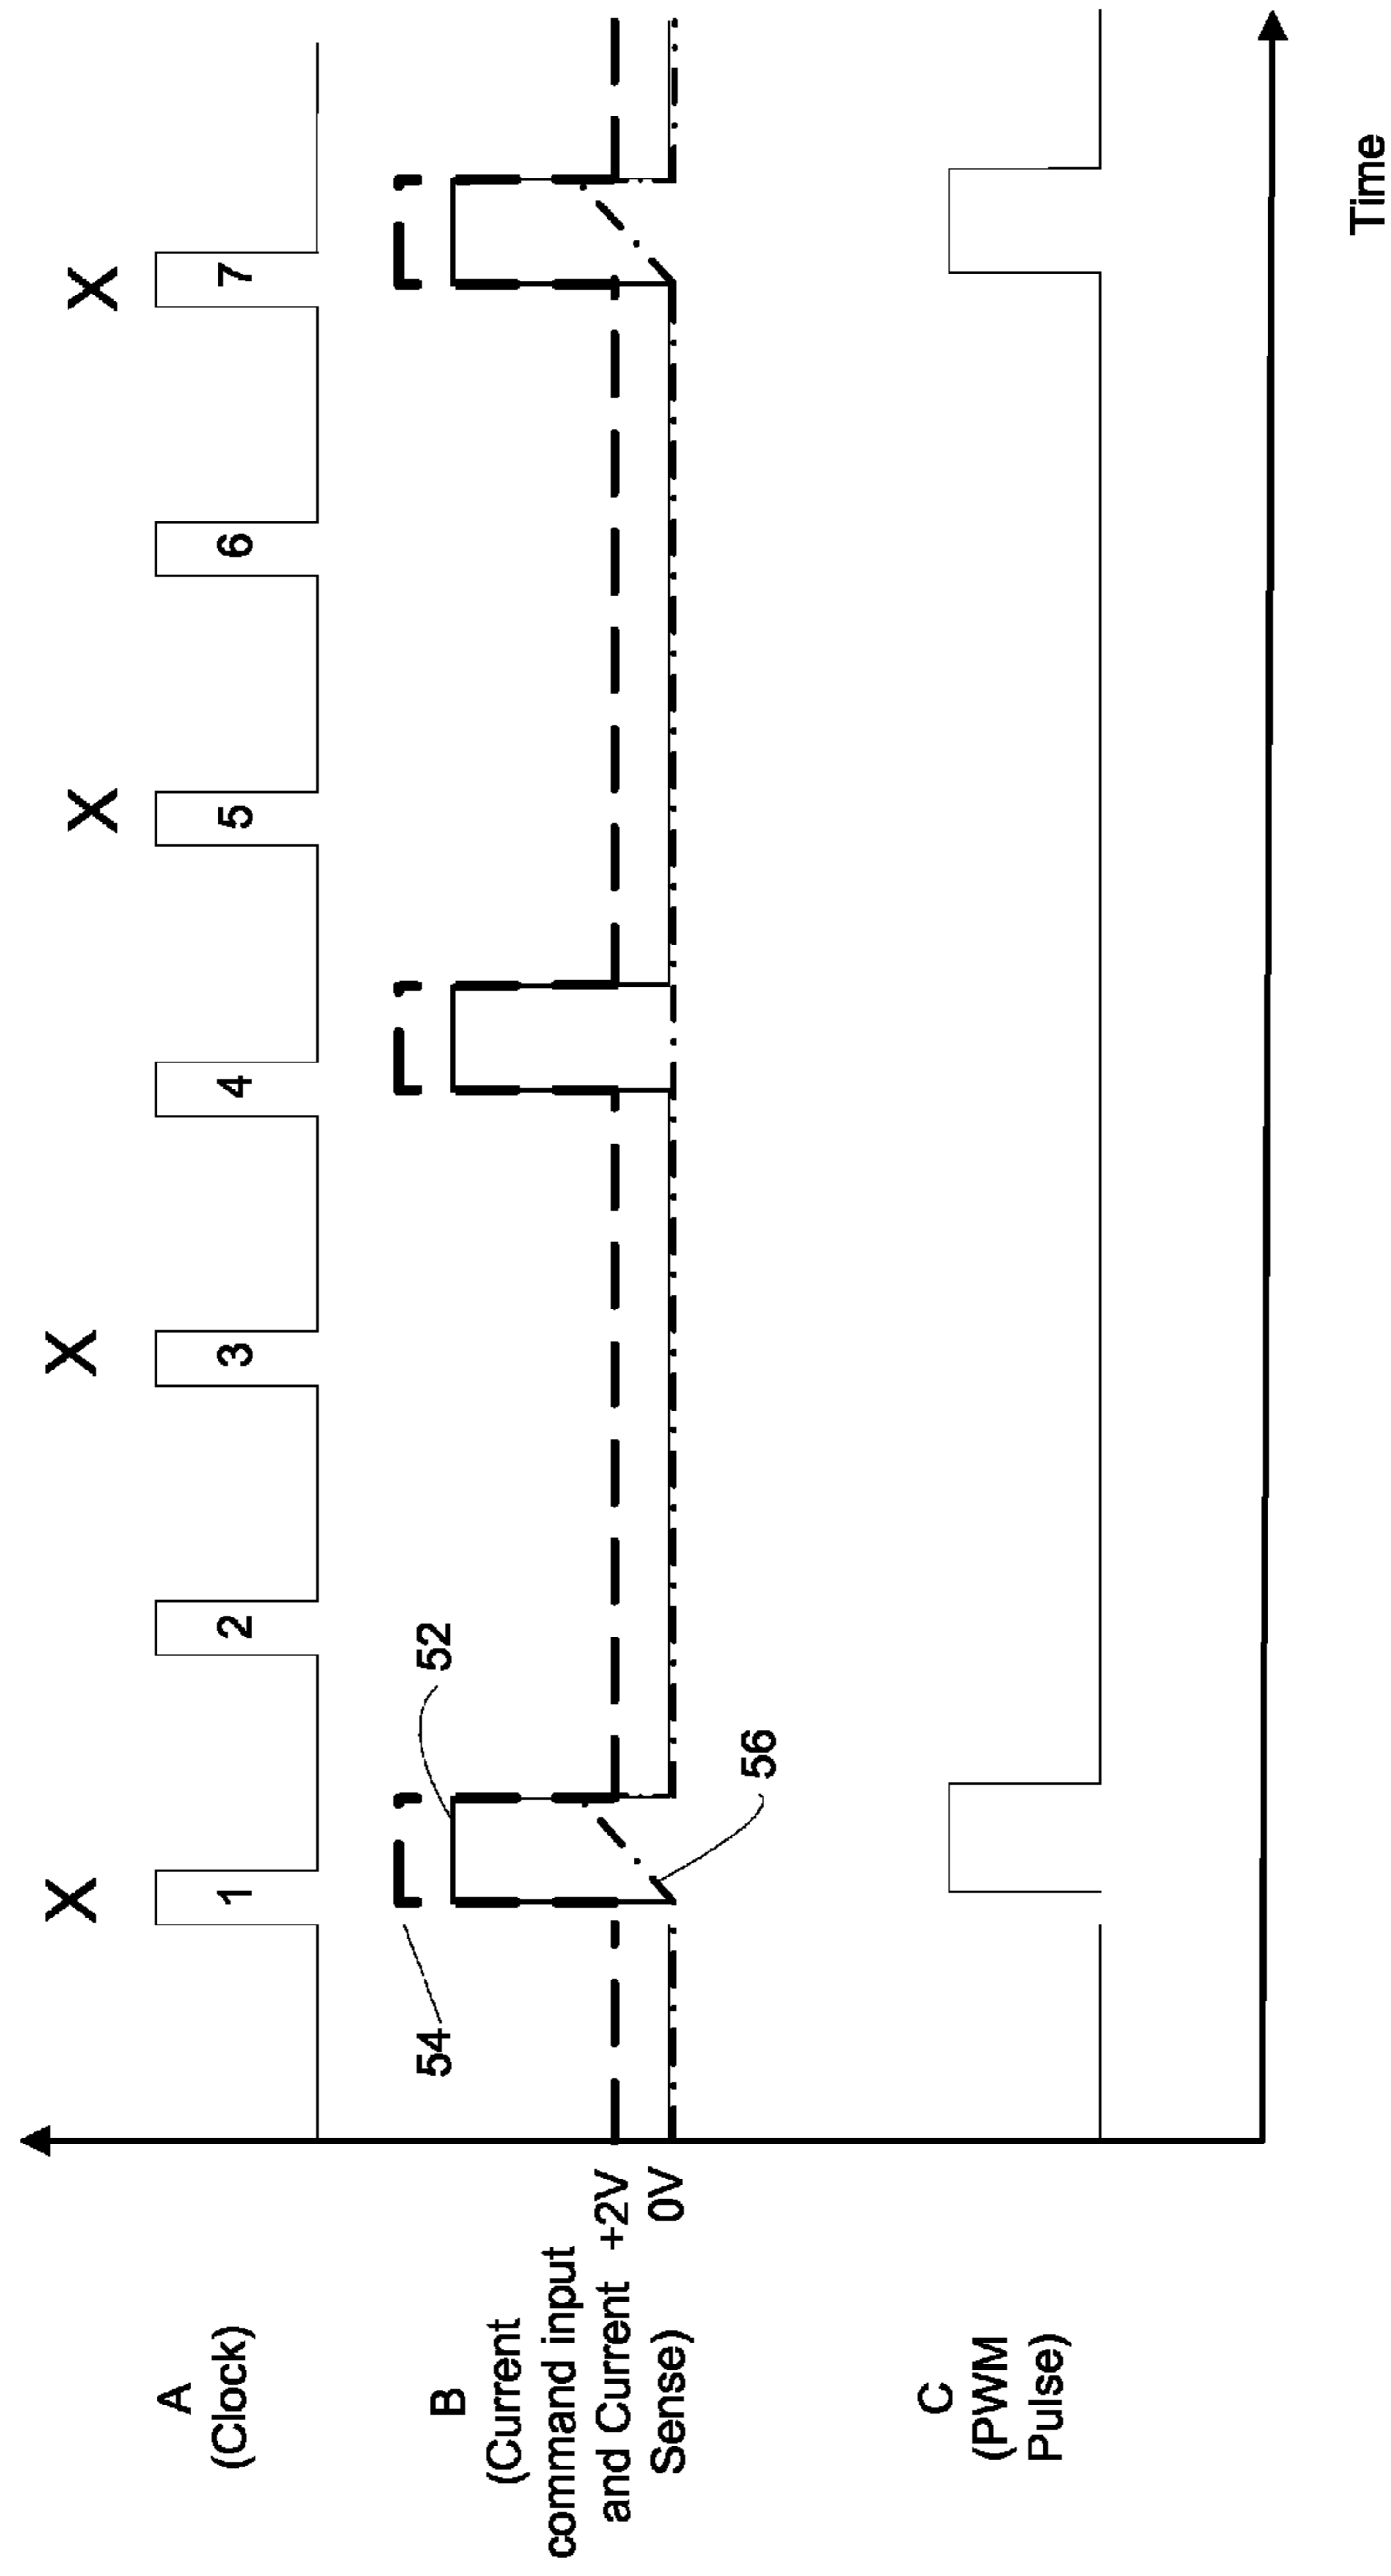 A
(Clock)
X
X
X
X
1
2
3
4
5
6
7
B
(Current
command input
and Current
Sense)
+2V
0V
54
52
56
C
(PWM
Pulse)
Time